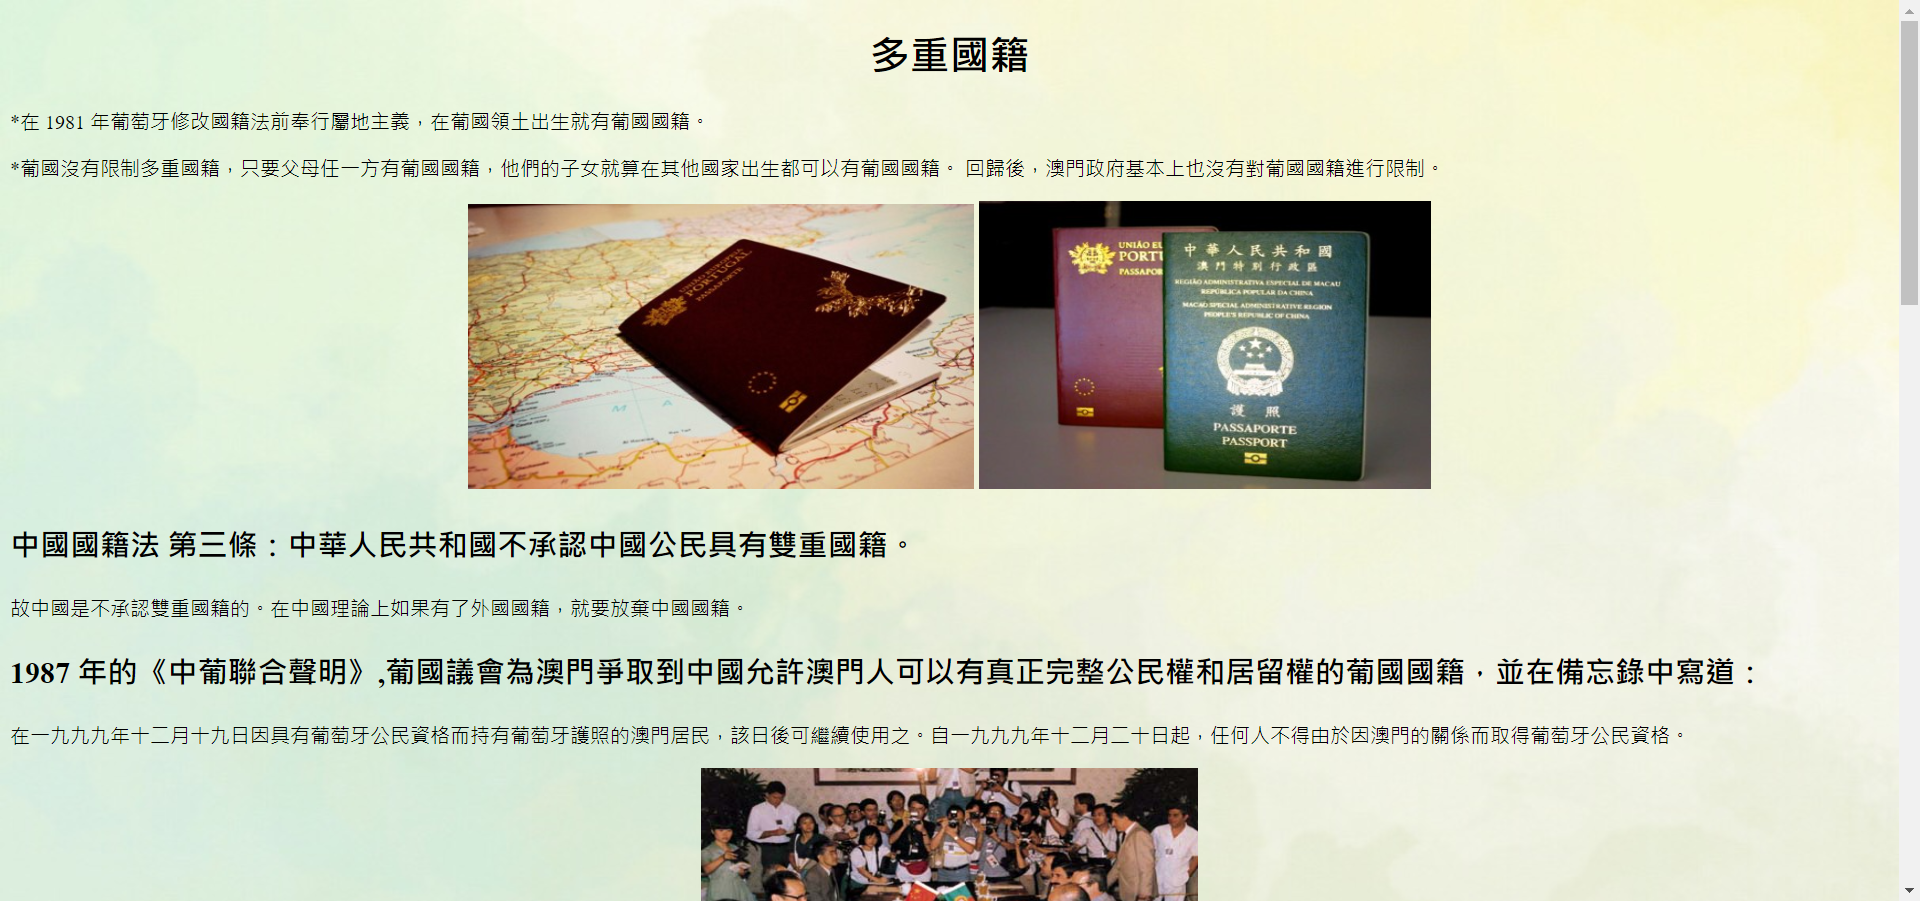 多重國籍
*在 1981 年葡萄牙修改國籍法前奉行屬地主義，在葡國領土出生就有葡國國籍。
*葡國沒有限制多重國籍，只要父母任一方有葡國國籍，他們的子女就算在其他國家出生都可以有葡國國籍。 回歸後，澳門政府基本上也沒有對葡國國籍進行限制。
UNIÃO EUROPEIA
PORTUGAL
PASSAPORTE
UNIÃO EU
PORTU
PASSAPOR
中華人民共和國
澳門特別行政區
REGIÃO ADMINISTRATIVA ESPECIAL DE MACAU
REPÚBLICA POPULAR DA CHINA
MACAO SPECIAL ADMINISTRATIVE REGION
PEOPLE'S REPUBLIC OF CHINA
護照
PASSAPORTE
PASSPORT
中國國籍法 第三條：中華人民共和國不承認中國公民具有雙重國籍。
故中國是不承認雙重國籍的。在中國理論上如果有了外國國籍，就要放棄中國國籍。
1987 年的《中葡聯合聲明》,葡國議會為澳門爭取到中國允許澳門人可以有真正完整公民權和居留權的葡國國籍，並在備忘錄中寫道：
在一九九九年十二月十九日因具有葡萄牙公民資格而持有葡萄牙護照的澳門居民，該日後可繼續使用之。自一九九九年十二月二十日起，任何人不得由於因澳門的關係而取得葡萄牙公民資格。